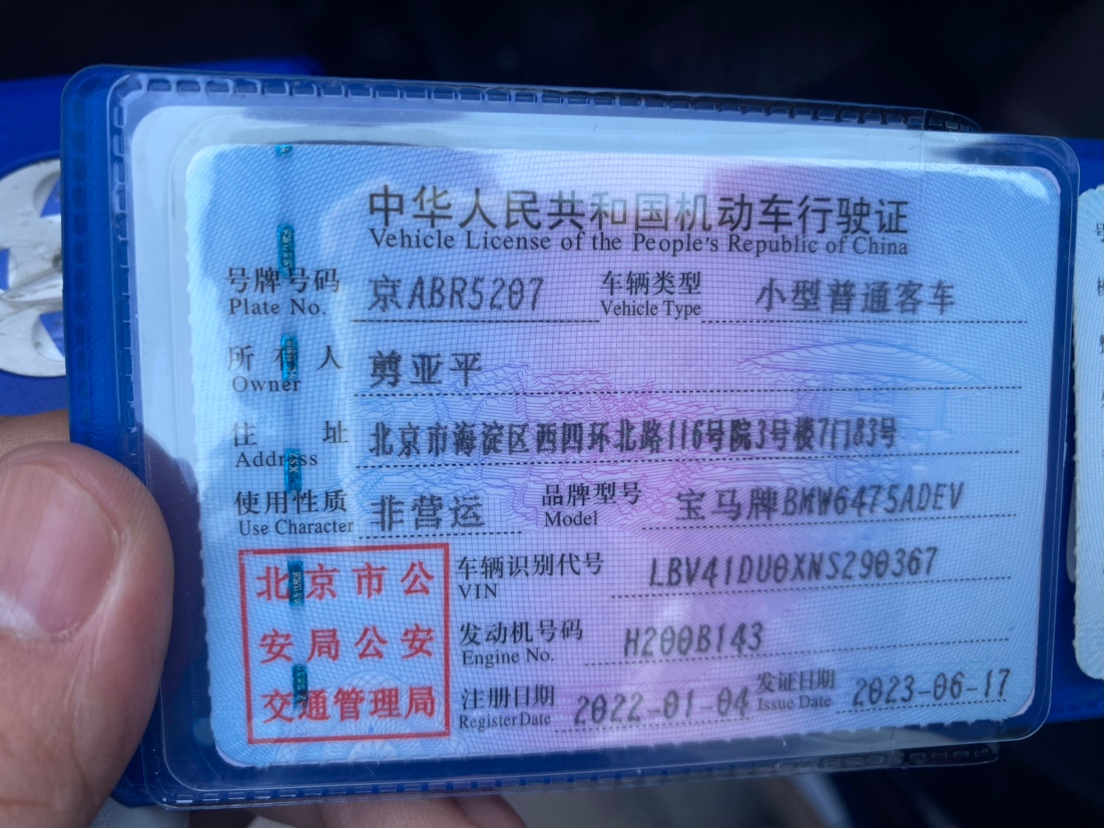 中华人民共和国机动车行驶证
Vehicle License of the People's Republic of China
号牌号码 京ABR5207 车辆类型 小型普通客车
Plate No. Vehicle Type
所有人 剪亚平
Owner
住址 北京市海淀区西四环北路116号院3号楼7门183号
Address
使用性质 非营运 品牌型号 宝马牌BMW6475ADEV
Use Character Model
北京市公
安局公安
交通管理局
车辆识别代号 LBV41DU0XNS290367
VIN
发动机号码 H200B143
Engine No.
注册日期 2022-01-04 发证日期 2023-06-17
Register Date Issue Date